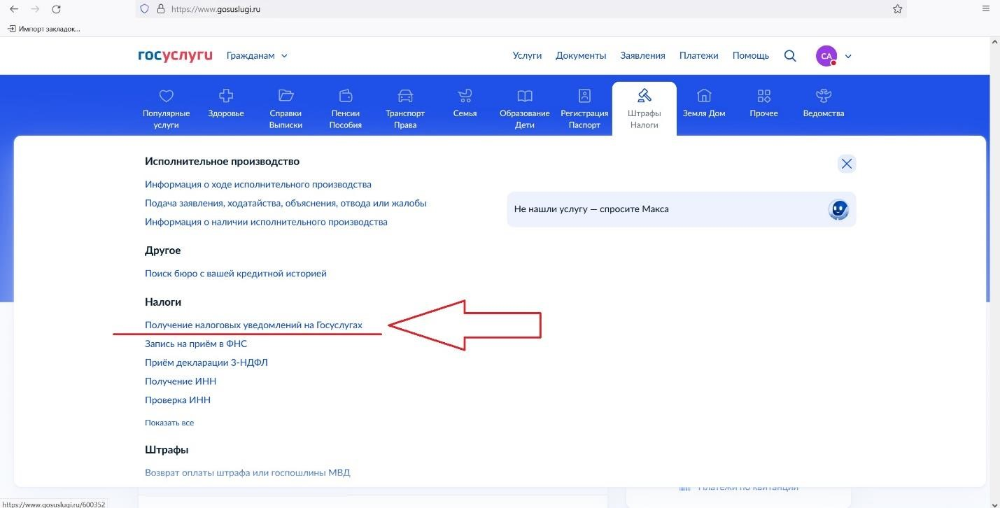 https://www.gosuslugi.ru
Импорт закладок...
госуслуги Гражданам Услуги Документы Заявления Платежи Помощь СА
Популярные услуги
Здоровье
Справки Выписки
Пенсии Пособия
Транспорт Права
Семья
Образование Дети
Регистрация Паспорт
Штрафы Налоги
Земля Дом
Прочее
Ведомства
Исполнительное производство
Информация о ходе исполнительного производства
Подача заявления, ходатайства, объяснения, отвода или жалобы
Информация о наличии исполнительного производства
Не нашли услугу — спросите Макса
Другое
Поиск бюро с вашей кредитной историей
Налоги
Получение налоговых уведомлений на Госуслугах
Запись на приём в ФНС
Приём декларации 3-НДФЛ
Получение ИНН
Проверка ИНН
Показать все
Штрафы
Возврат оплаты штрафа или госпошлины МВД
Платежи по квитанции
https://www.gosuslugi.ru/600352